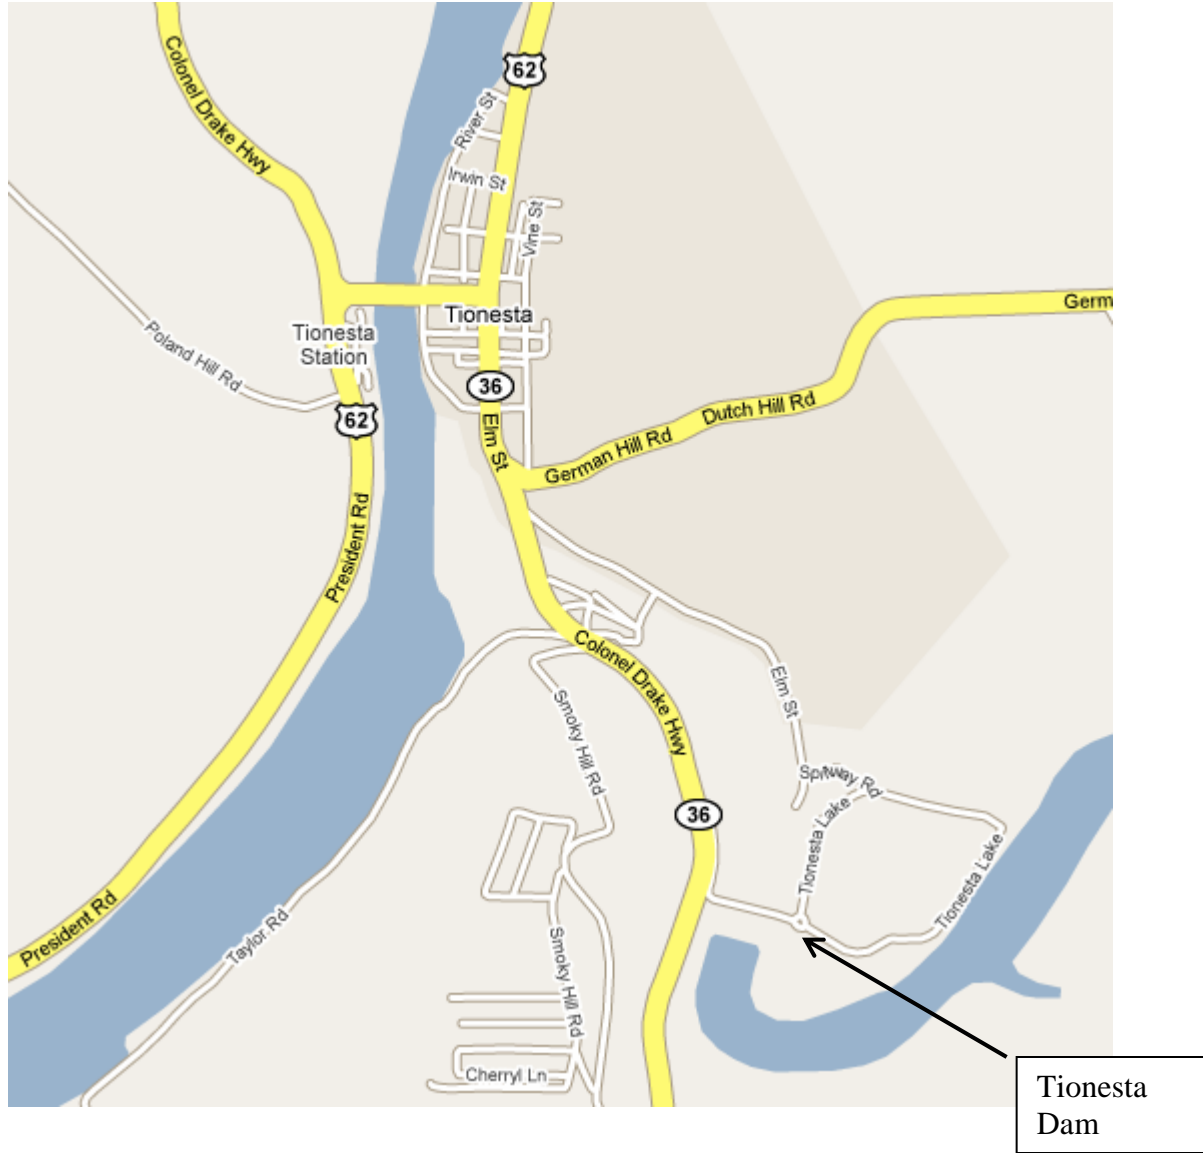 Colonel Drake Hwy
62
River St
Irwin St
Vine St
Tionesta
Germ
Tionesta
Station
Poland Hill Rd
36
62
Elm St
Dutch Hill Rd
German Hill Rd
President Rd
Colonel Drake Hwy
Elm St
Smoky Hill Rd
Rd
36
Tionesta Lake
Tionesta Lake
President Rd
Taylor Rd
Smoky Hill Rd
Cherryl Ln
Tionesta
Dam